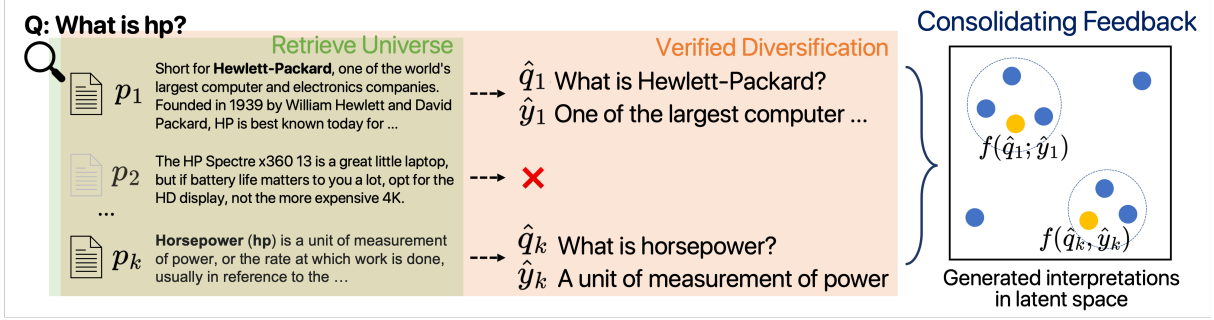 Q: What is hp?
Retrieve Universe
Verified Diversification
Consolidating Feedback
p₁
Short for Hewlett-Packard, one of the world's
largest computer and electronics companies.
Founded in 1939 by William Hewlett and David
Packard, HP is best known today for ...
q̂₁ What is Hewlett-Packard?
ŷ₁ One of the largest computer ...
p₂
The HP Spectre x360 13 is a great little laptop,
but if battery life matters to you a lot, opt for the
HD display, not the more expensive 4K.
...
pₖ
Horsepower (hp) is a unit of measurement
of power, or the rate at which work is done,
usually in reference to the ...
q̂ₖ What is horsepower?
ŷₖ A unit of measurement of power
f(q̂₁; ŷ₁)
f(q̂ₖ, ŷₖ)
Generated interpretations
in latent space